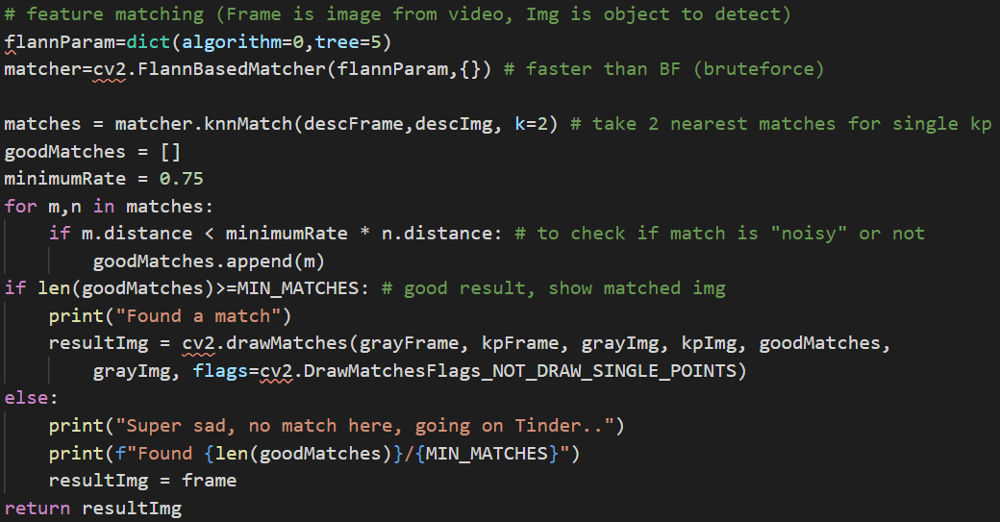 # feature matching (Frame is image from video, Img is object to detect)
flannParam=dict(algorithm=0,tree=5)
matcher=cv2.FlannBasedMatcher(flannParam,{}) # faster than BF (bruteforce)
matches = matcher.knnMatch(descFrame,descImg, k=2) # take 2 nearest matches for single kp
goodMatches = []
minimumRate = 0.75
for m,n in matches:
    if m.distance < minimumRate * n.distance: # to check if match is "noisy" or not
        goodMatches.append(m)
if len(goodMatches)>=MIN_MATCHES: # good result, show matched img
    print("Found a match")
    resultImg = cv2.drawMatches(grayFrame, kpFrame, grayImg, kpImg, goodMatches,
        grayImg, flags=cv2.DrawMatchesFlags_NOT_DRAW_SINGLE_POINTS)
else:
    print("Super sad, no match here, going on Tinder..")
    print(f"Found {len(goodMatches)}/{MIN_MATCHES}")
    resultImg = frame
return resultImg